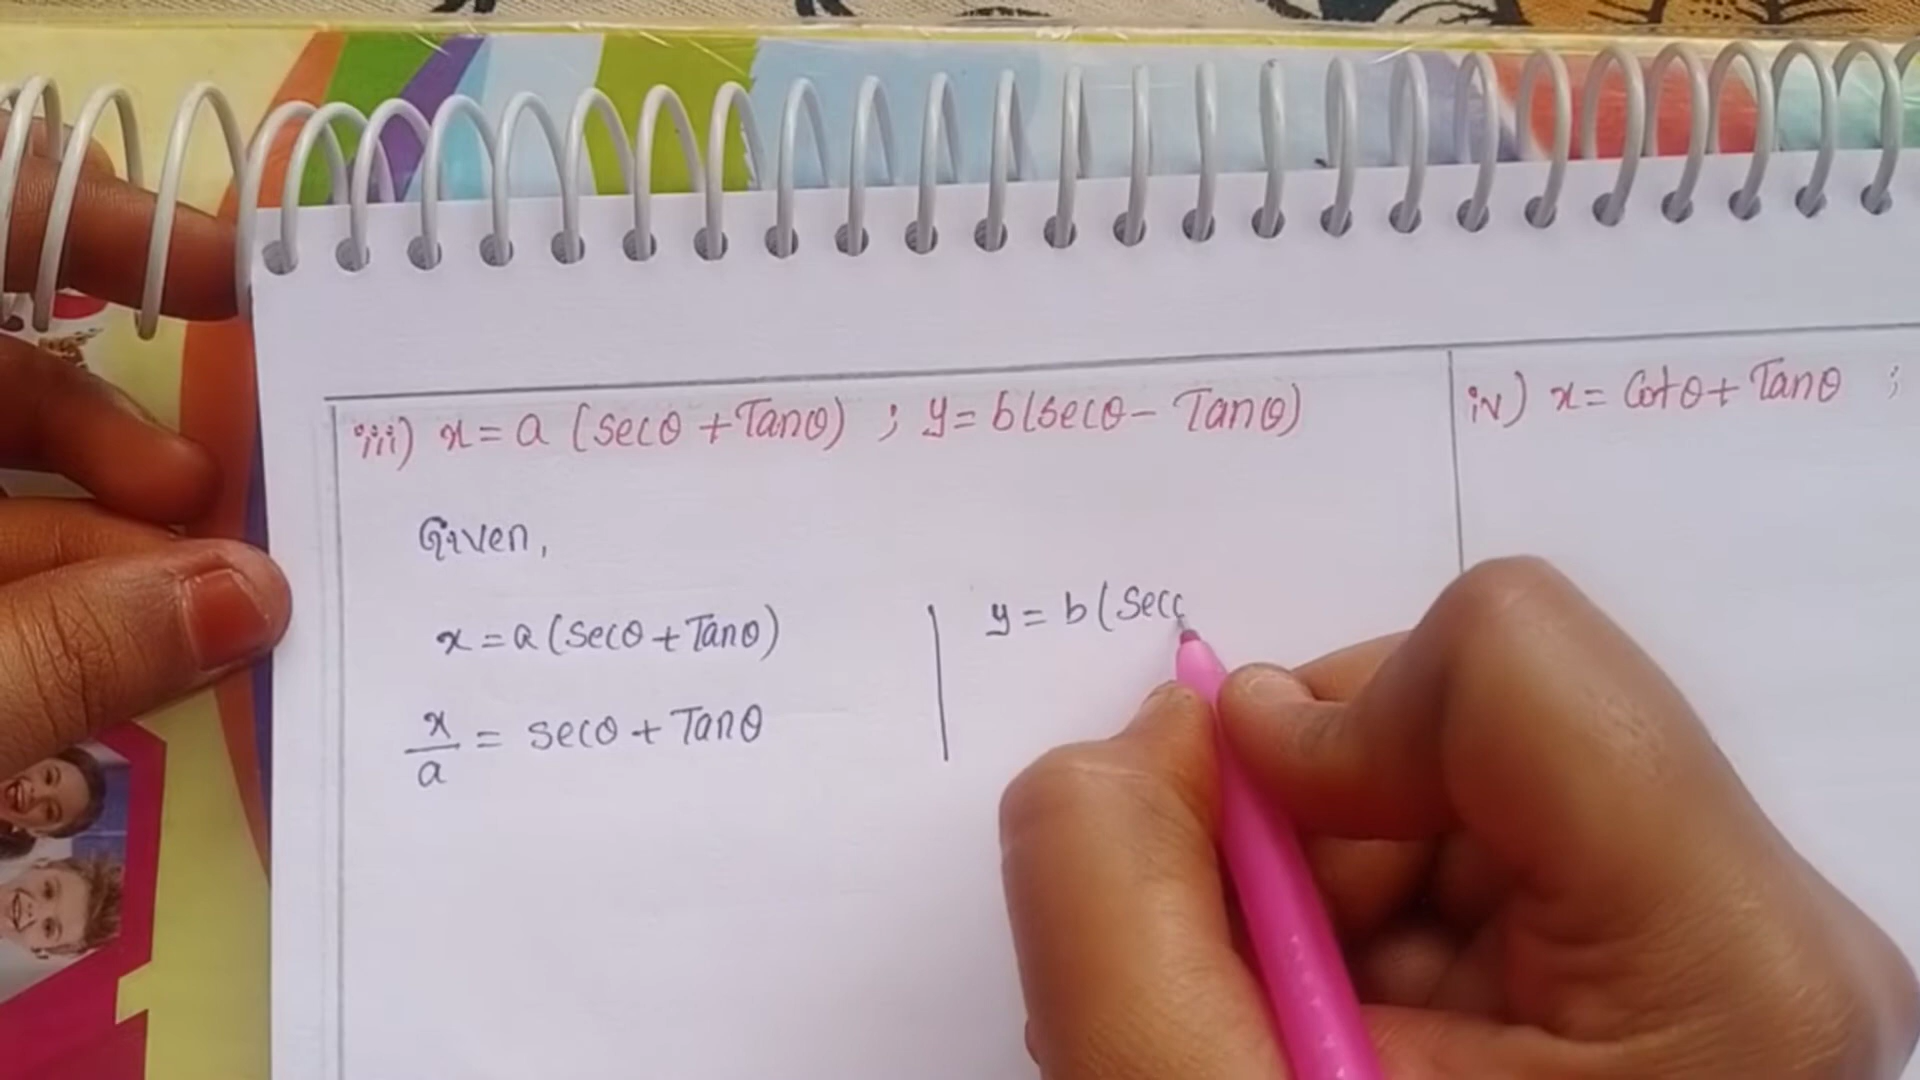 iii) x = a (secθ + Tanθ) ; y = b(secθ - Tanθ)
iv) x = Cotθ + Tanθ ;
Given,
x = a (secθ + Tanθ)
x/a = secθ + Tanθ
y = b (Sec